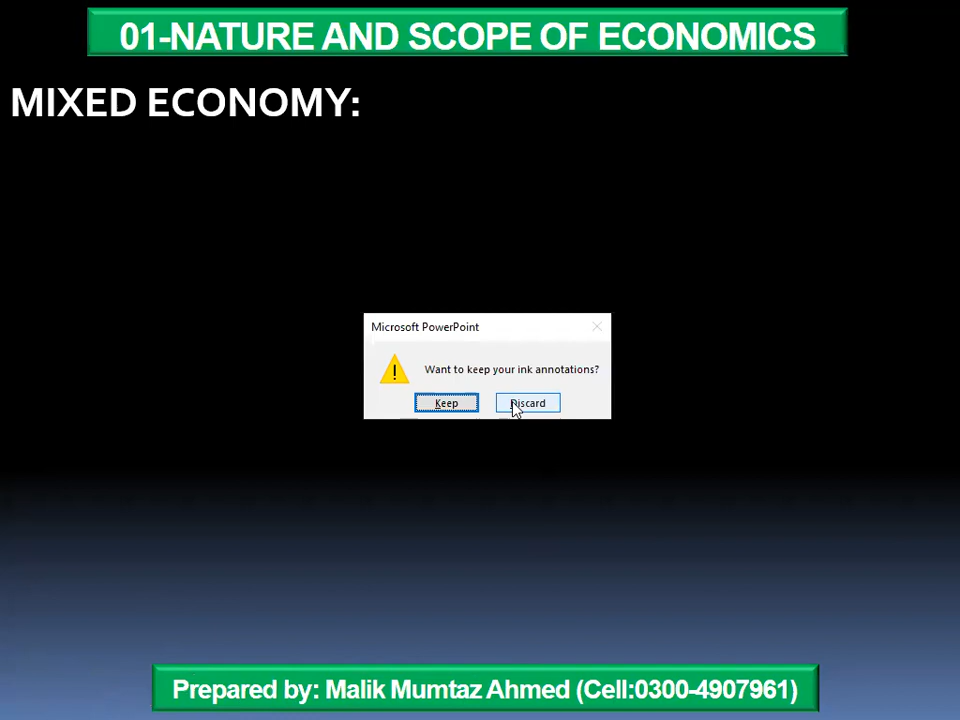 01-NATURE AND SCOPE OF ECONOMICS
MIXED ECONOMY:
Microsoft PowerPoint
Want to keep your ink annotations?
Keep
Discard
Prepared by: Malik Mumtaz Ahmed (Cell:0300-4907961)